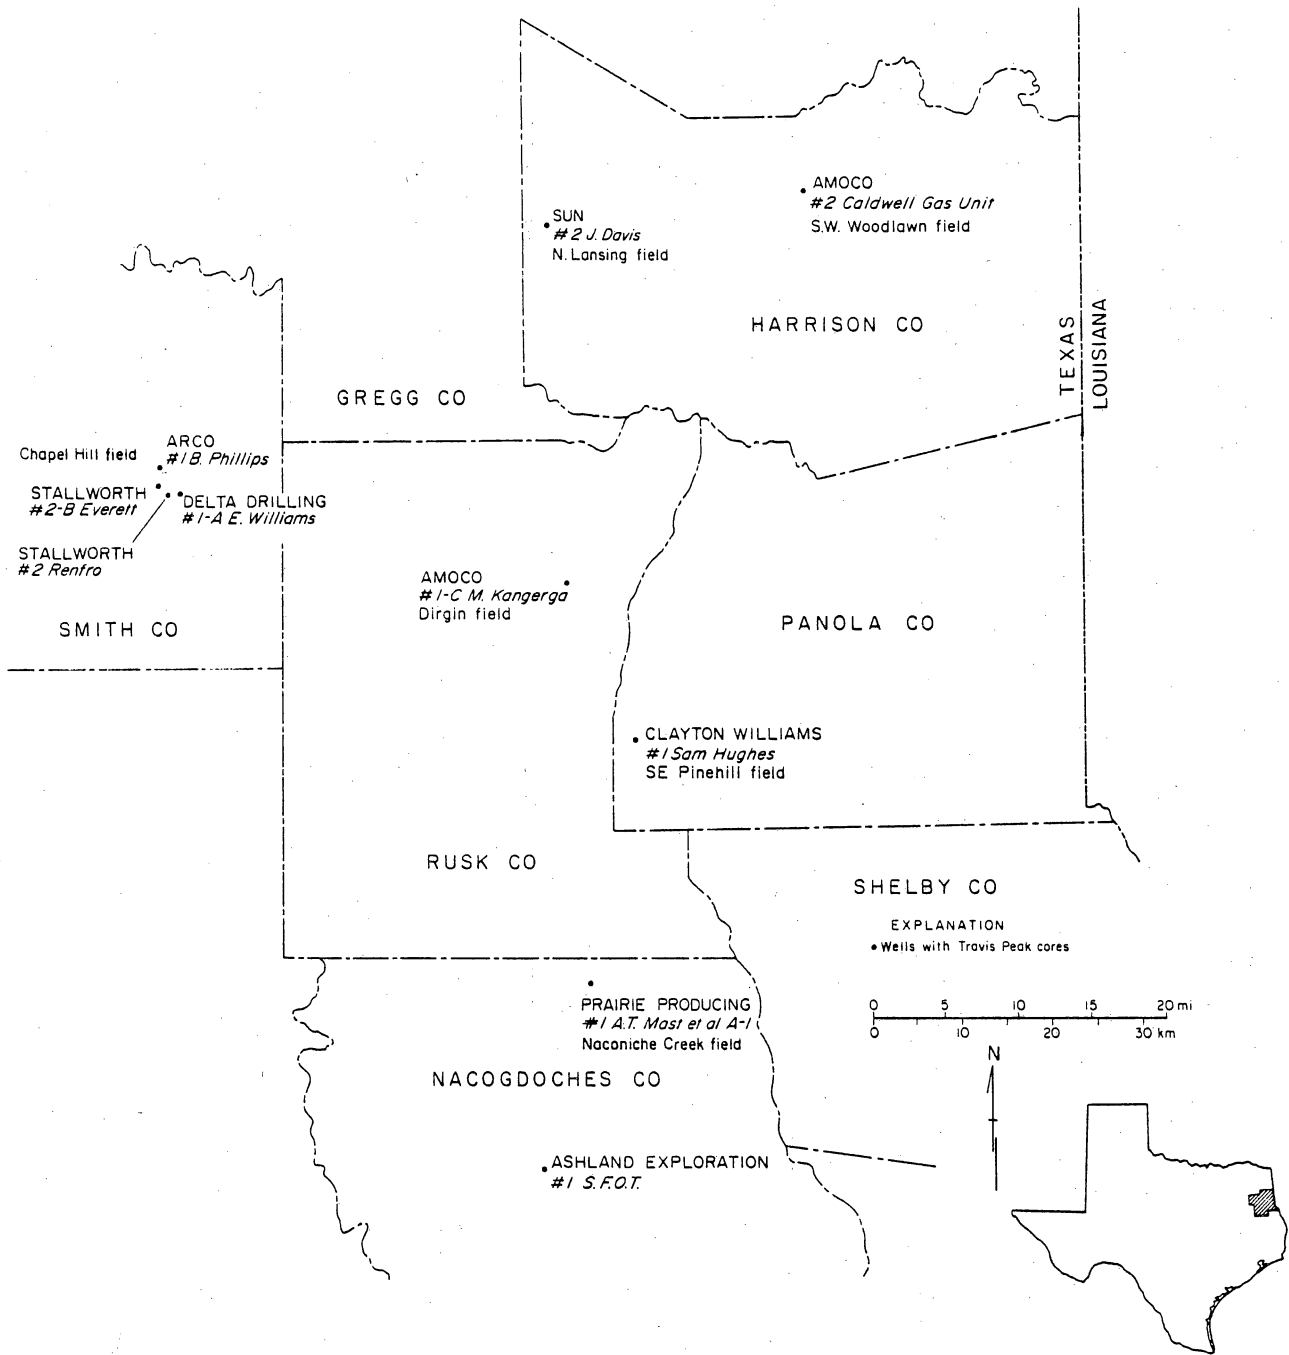 AMOCO
#2 Caldwell Gas Unit
S.W. Woodlawn field
SUN
#2 J. Davis
N. Lansing field
HARRISON CO
TEXAS
LOUISIANA
GREGG CO
Chapel Hill field
ARCO
#1 B. Phillips
STALLWORTH
#2-B Everett
DELTA DRILLING
#1-A E. Williams
STALLWORTH
#2 Renfro
SMITH CO
AMOCO
#1-C M. Kangerga
Dirgin field
PANOLA CO
CLAYTON WILLIAMS
#1 Sam Hughes
SE Pinehill field
RUSK CO
SHELBY CO
EXPLANATION
Wells with Travis Peak cores
PRAIRIE PRODUCING
#1 A.T. Mast et al A-1
Naconiche Creek field
0 5 10 15 20 mi
0 10 20 30 km
N
NACOGDOCHES CO
ASHLAND EXPLORATION
#1 S.F.O.T.